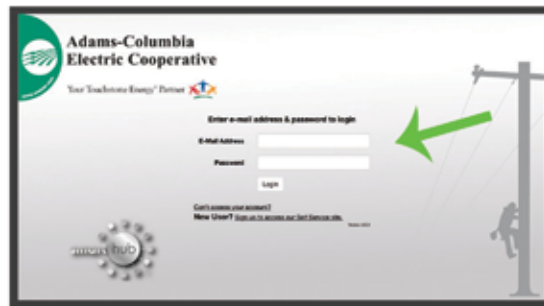 Adams-Columbia
Electric Cooperative
Your Touchstone Energy® Partner
Enter e-mail address & password to login
E-Mail Address
Password
Login
Can't access your account?
New User? Sign up to access our Self Service site.
hub